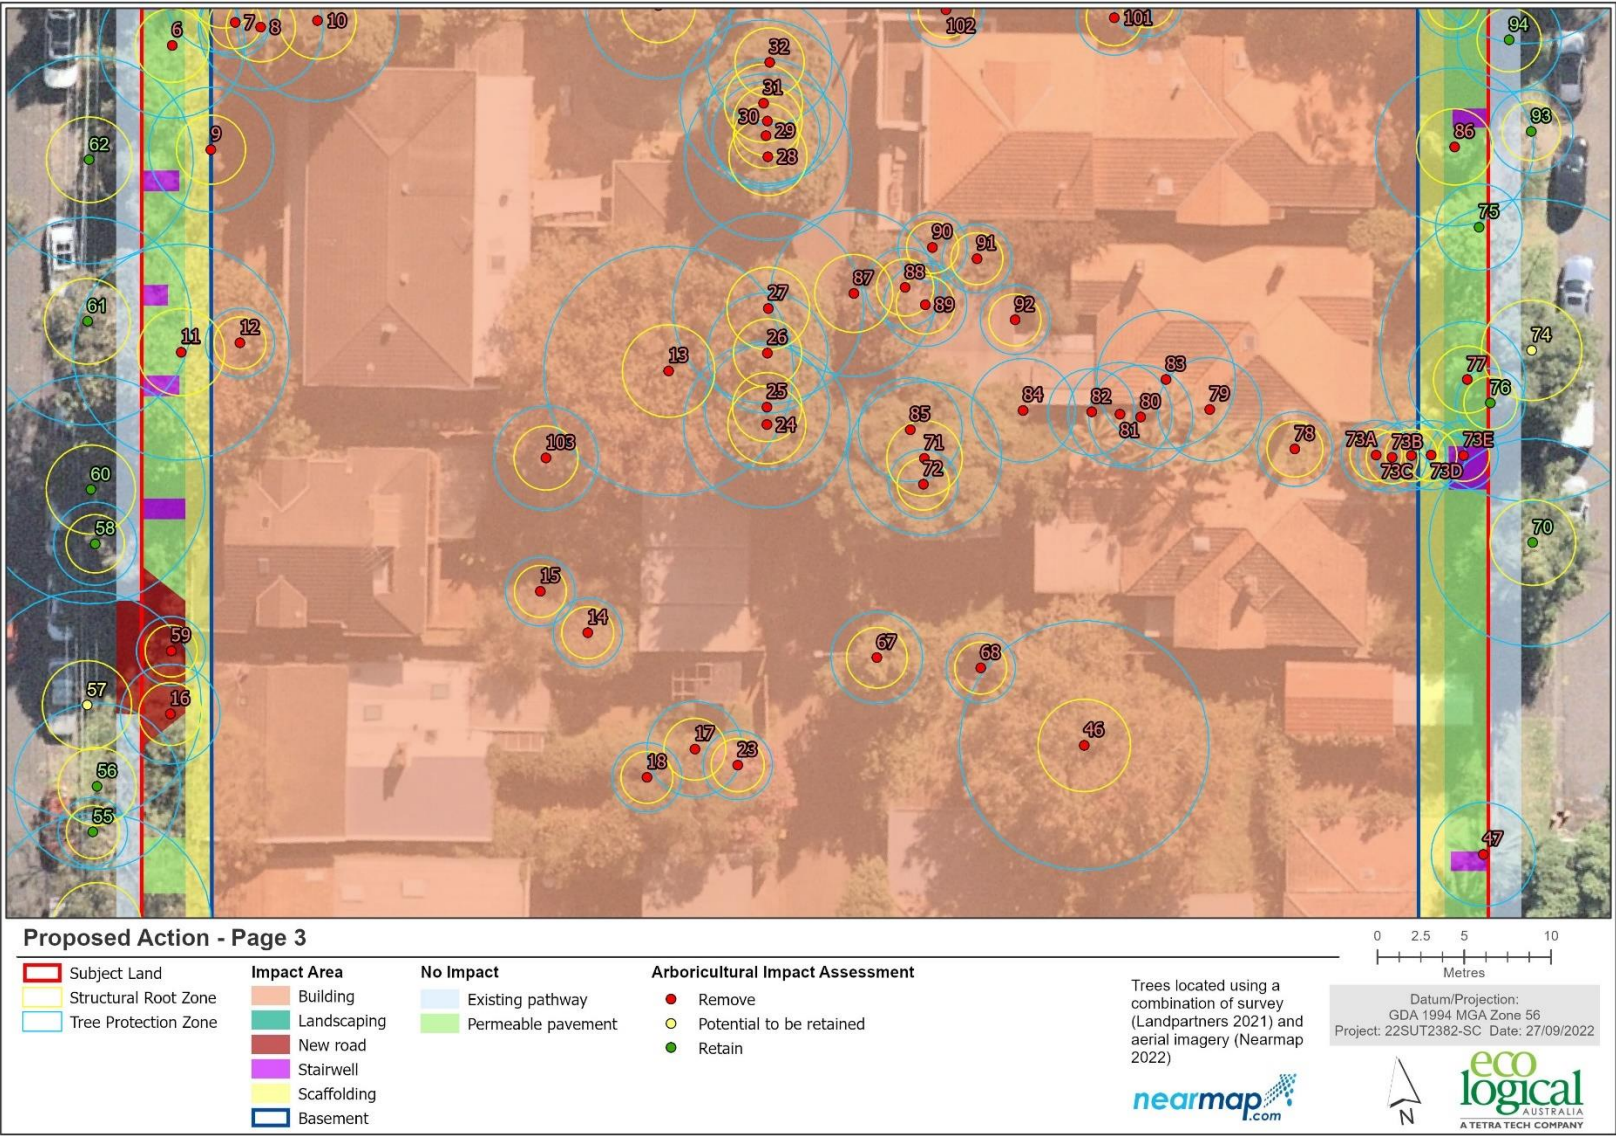 6
7
8
10
102
101
94
32
31
30
29
28
9
62
86
93
75
90
91
88
87
89
27
92
61
12
11
26
13
83
74
77
76
25
24
84
82
80
79
81
85
103
71
72
78
73A
73B
73E
73C
73D
60
58
70
15
14
59
67
68
57
16
46
17
23
18
56
55
47
Proposed Action - Page 3
Subject Land
Structural Root Zone
Tree Protection Zone
Impact Area
Building
Landscaping
New road
Stairwell
Scaffolding
Basement
No Impact
Existing pathway
Permeable pavement
Arboricultural Impact Assessment
Remove
Potential to be retained
Retain
Trees located using a
combination of survey
(Landpartners 2021) and
aerial imagery (Nearmap
2022)
nearmap
.com
0 2.5 5 10
Metres
Datum/Projection:
GDA 1994 MGA Zone 56
Project: 22SUT2382-SC Date: 27/09/2022
N
eco
logical
AUSTRALIA
A TETRA TECH COMPANY